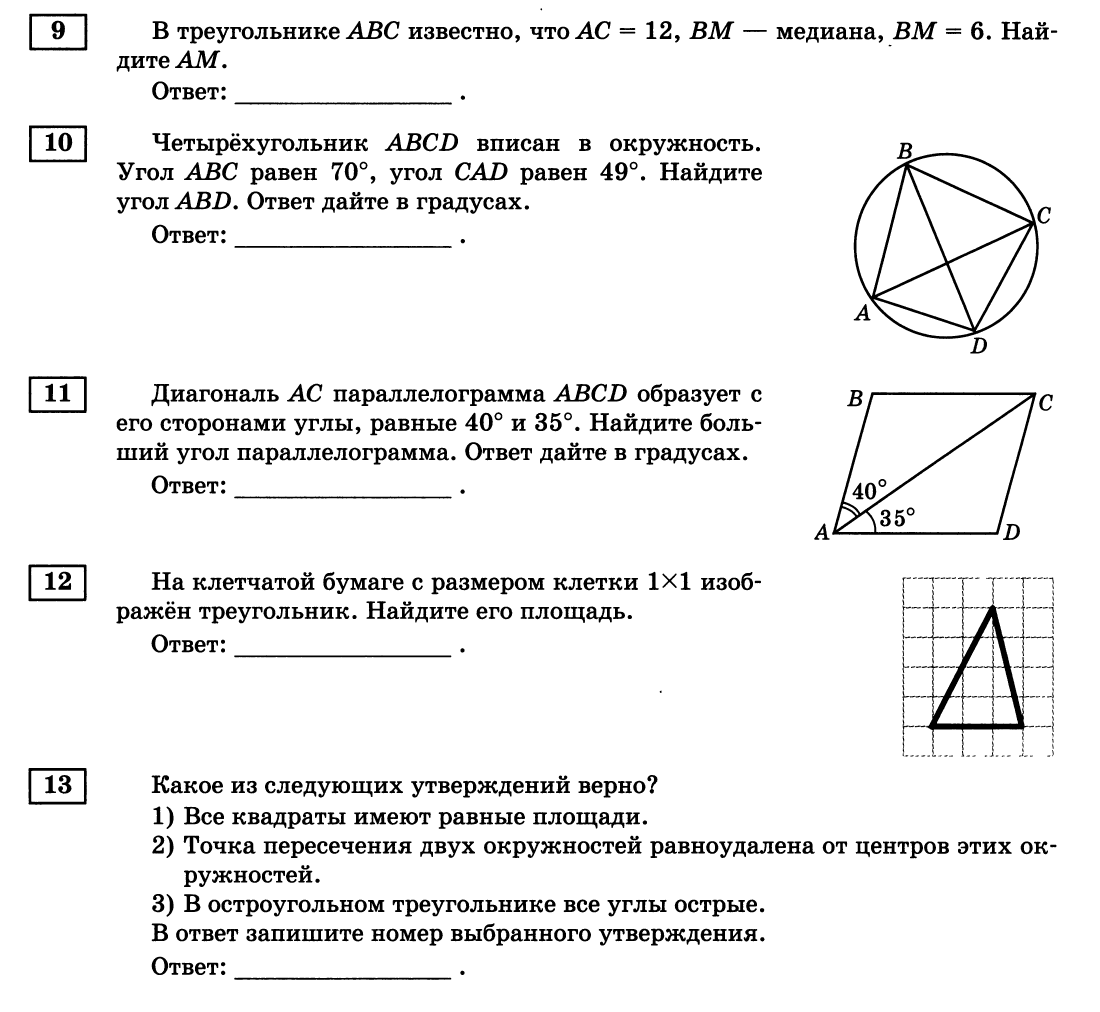 9 В треугольнике ABC известно, что AC = 12, BM — медиана, BM = 6. Най-
дите AM.
Ответ: ____________ .
10 Четырёхугольник ABCD вписан в окружность.
Угол ABC равен 70°, угол CAD равен 49°. Найдите
угол ABD. Ответ дайте в градусах.
Ответ: ____________ .
B
C
A
D
11 Диагональ AC параллелограмма ABCD образует с
его сторонами углы, равные 40° и 35°. Найдите боль-
ший угол параллелограмма. Ответ дайте в градусах.
Ответ: ____________ .
B
C
40°
35°
A
D
12 На клетчатой бумаге с размером клетки 1×1 изоб-
ражён треугольник. Найдите его площадь.
Ответ: ____________ .
13 Какое из следующих утверждений верно?
1) Все квадраты имеют равные площади.
2) Точка пересечения двух окружностей равноудалена от центров этих ок-
ружностей.
3) В остроугольном треугольнике все углы острые.
В ответ запишите номер выбранного утверждения.
Ответ: ____________ .